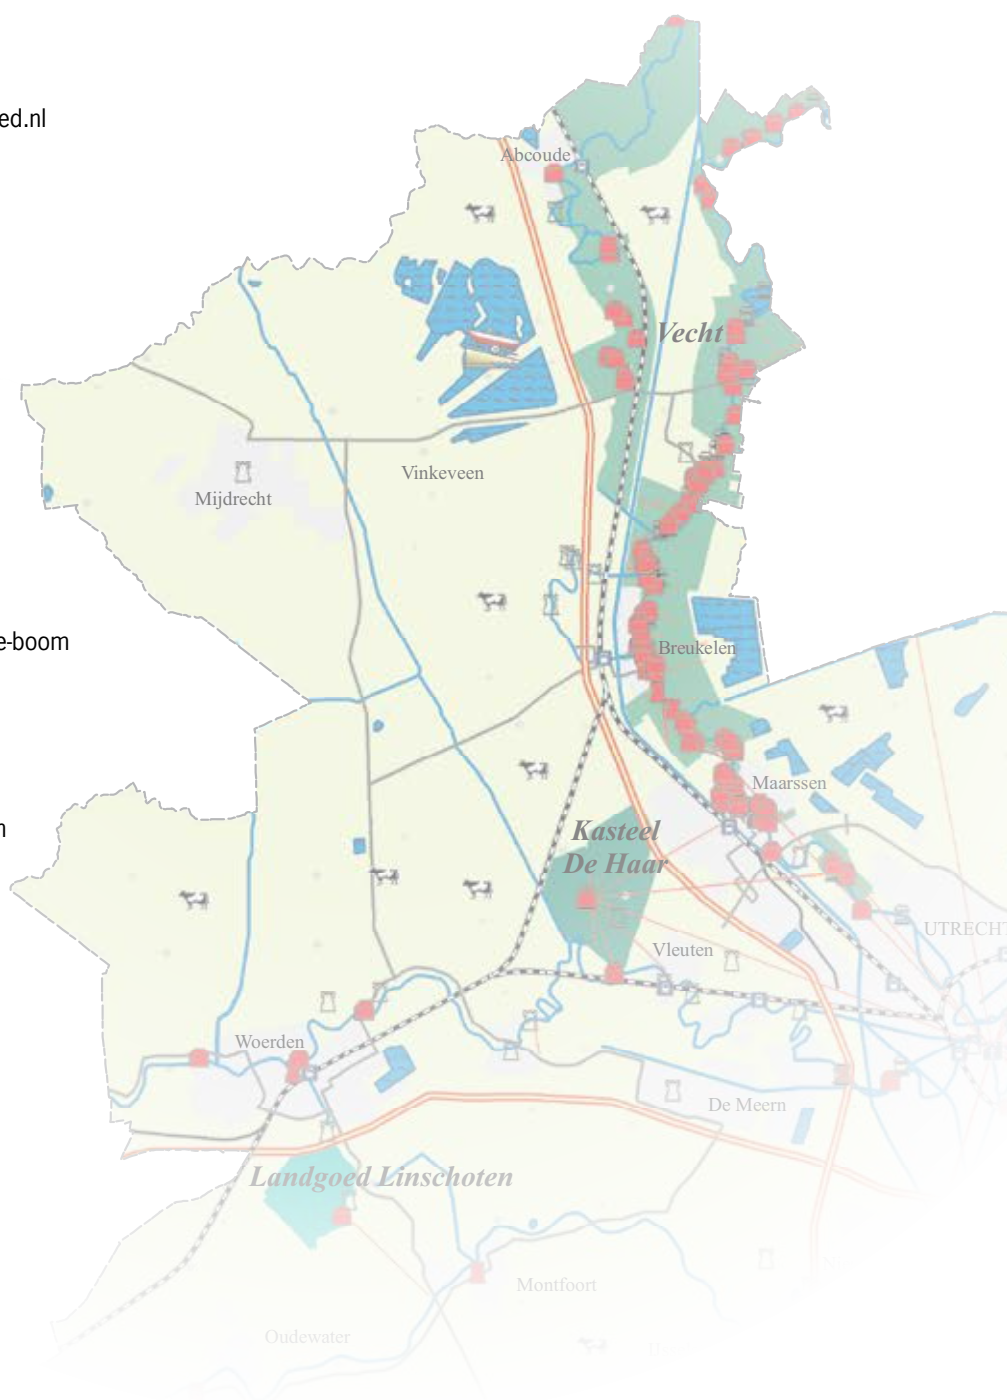 ed.nl
Abcoude
Vecht
Vinkeveen
Mijdrecht
e-boom
Breukelen
Maarssen
Kasteel
De Haar
UTRECHT
Vleuten
Woerden
De Meern
Landgoed Linschoten
Montfoort
Oudewater